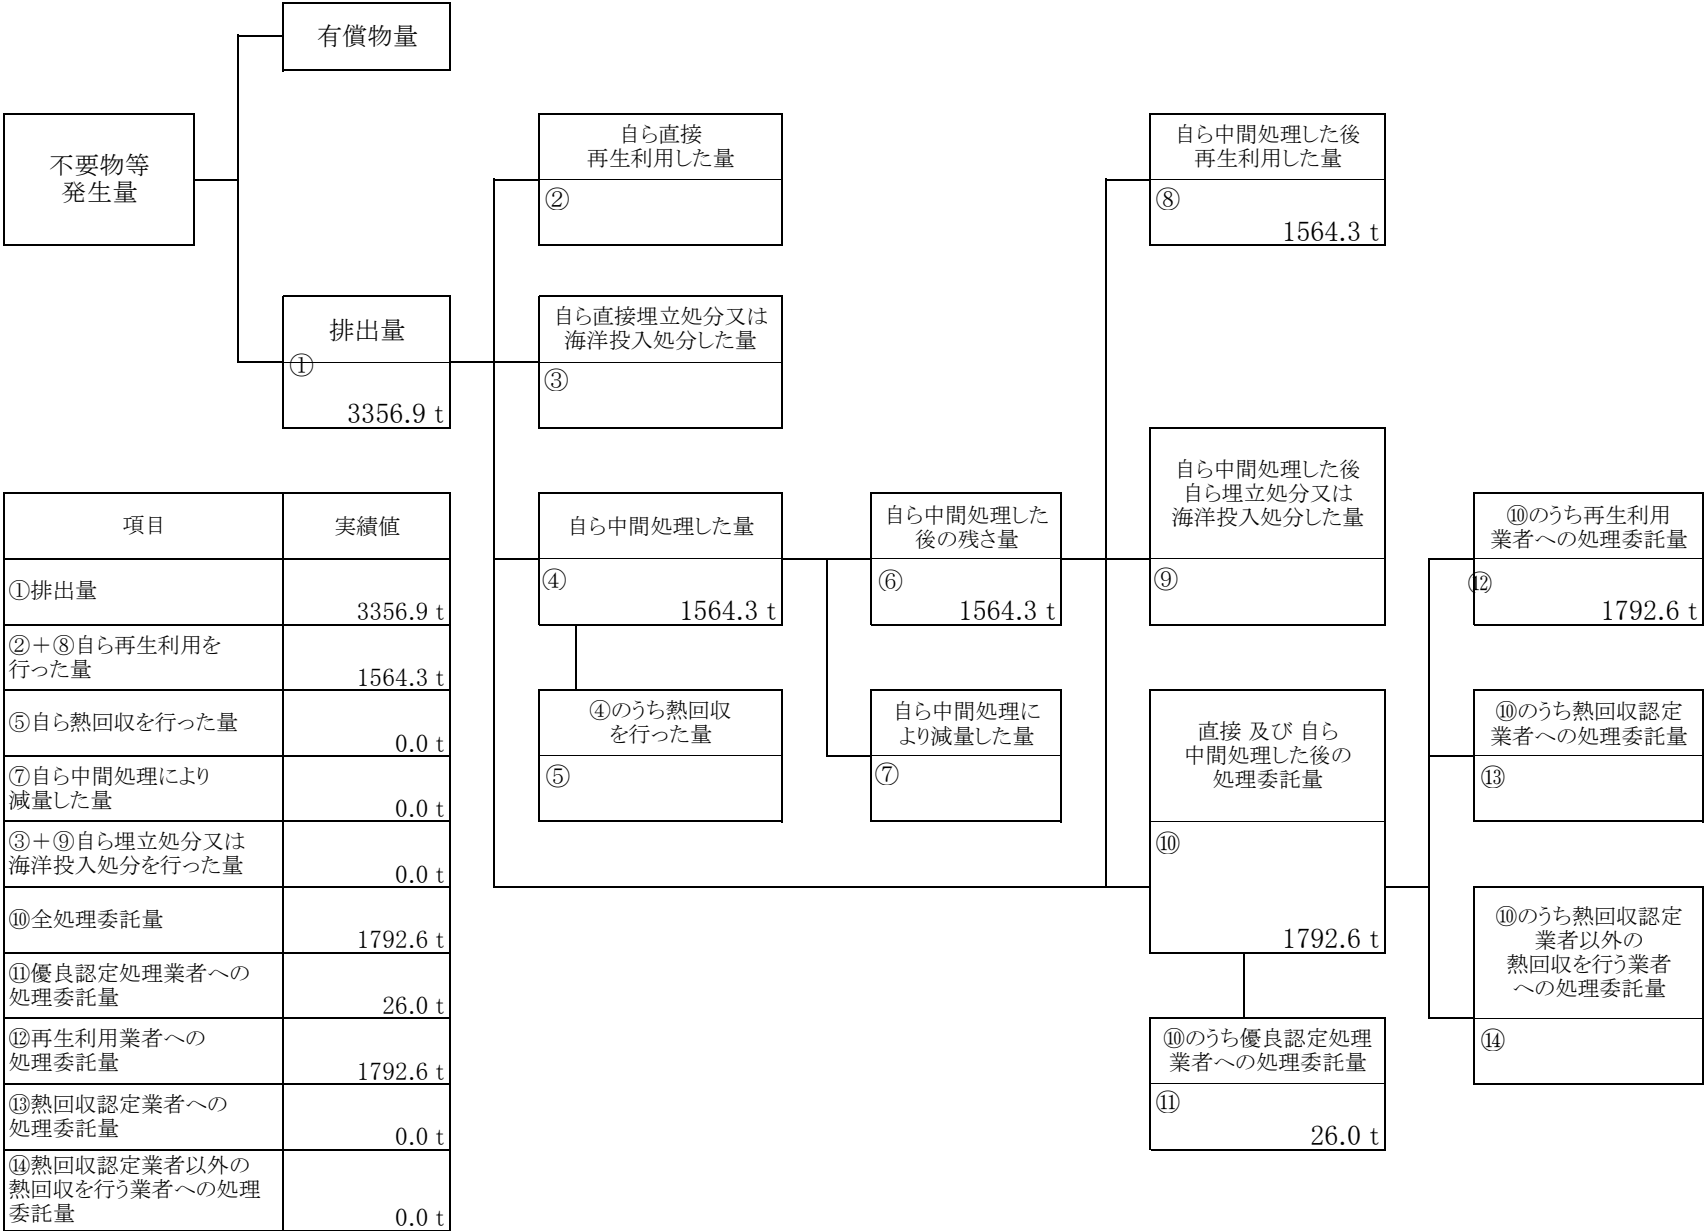 有償物量
不要物等
発生量
自ら直接
再生利用した量
②
自ら中間処理した後
再生利用した量
⑧
1564.3 t
排出量
①
3356.9 t
自ら直接埋立処分又は
海洋投入処分した量
③
自ら中間処理した量
④
1564.3 t
自ら中間処理した
後の残さ量
⑥
1564.3 t
自ら中間処理した後
自ら埋立処分又は
海洋投入処分した量
⑨
⑩のうち再生利用
業者への処理委託量
⑫
1792.6 t
④のうち熱回収
を行った量
⑤
自ら中間処理に
より減量した量
⑦
直接 及び 自ら
中間処理した後の
処理委託量
⑩
1792.6 t
⑩のうち熱回収認定
業者への処理委託量
⑬
⑩のうち熱回収認定
業者以外の
熱回収を行う業者
への処理委託量
⑭
⑩のうち優良認定処理
業者への処理委託量
⑪
26.0 t
項目 実績値
①排出量
3356.9 t
②＋⑧自ら再生利用を
行った量
1564.3 t
⑤自ら熱回収を行った量
0.0 t
⑦自ら中間処理により
減量した量
0.0 t
③＋⑨自ら埋立処分又は
海洋投入処分を行った量
0.0 t
⑩全処理委託量
1792.6 t
⑪優良認定処理業者への
処理委託量
26.0 t
⑫再生利用業者への
処理委託量
1792.6 t
⑬熱回収認定業者への
処理委託量
0.0 t
⑭熱回収認定業者以外の
熱回収を行う業者への処理
委託量
0.0 t